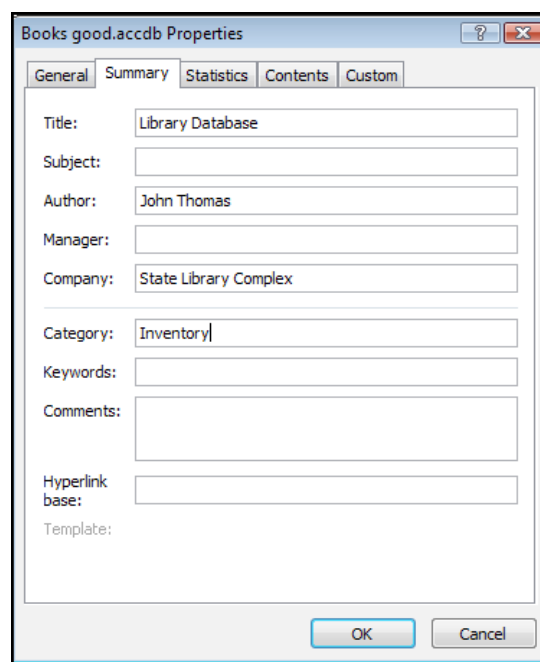 Books good.accdb Properties
?
General Summary Statistics Contents Custom
Title: Library Database
Subject:
Author: John Thomas
Manager:
Company: State Library Complex
Category: Inventory
Keywords:
Comments:
Hyperlink
base:
Template:
OK Cancel